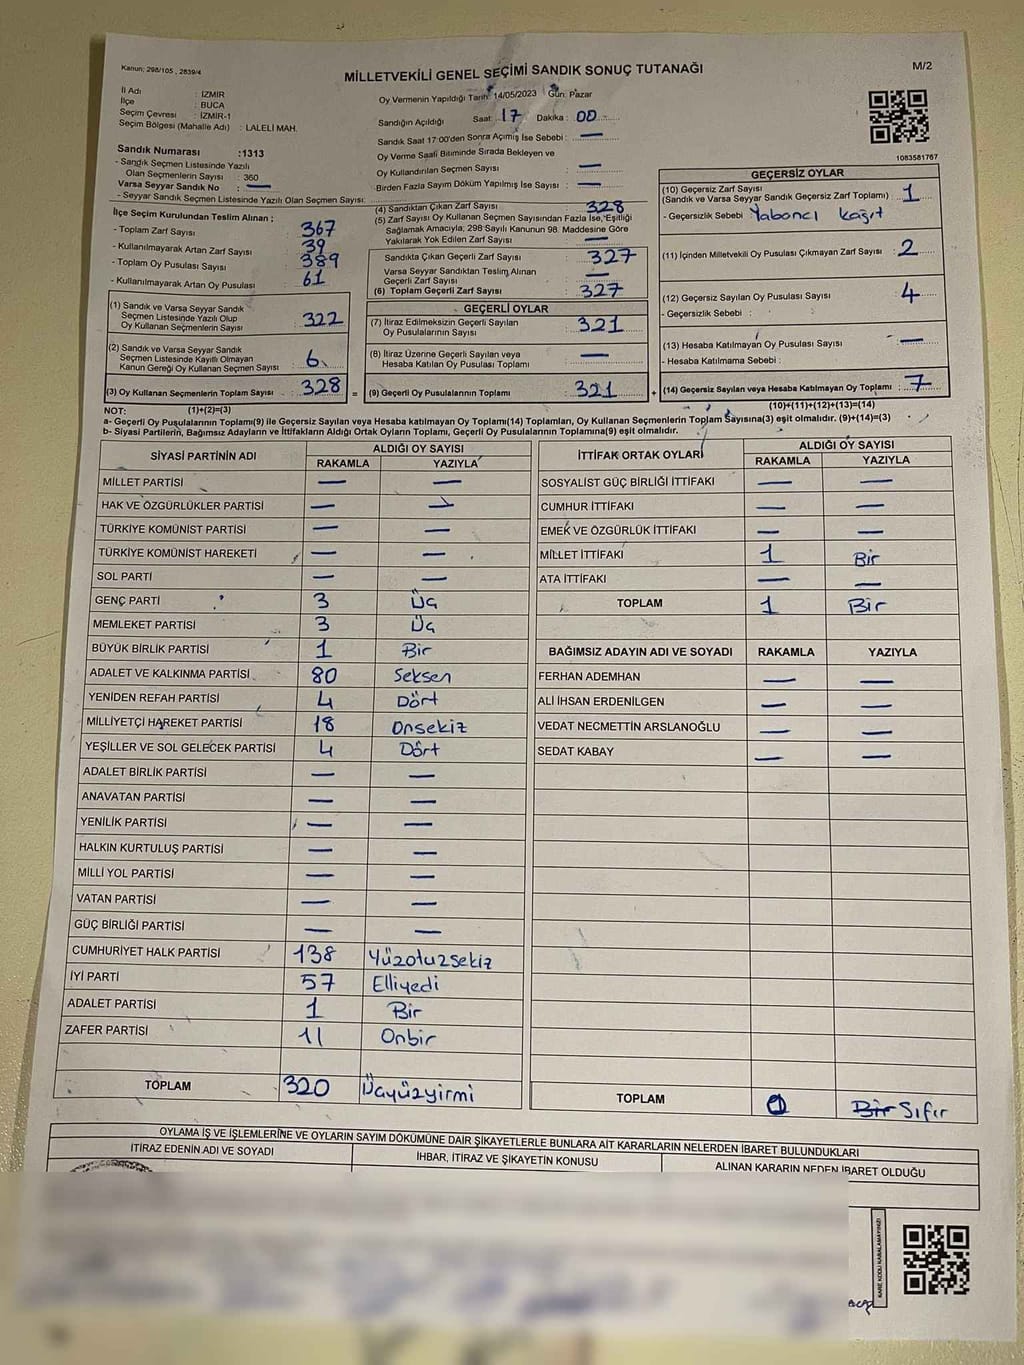 Kanun: 298/105 , 2839/4
MİLLETVEKİLİ GENEL SEÇİMİ SANDIK SONUÇ TUTANAĞI
M/2
İl Adı : İZMİR
İlçe : BUCA
Seçim Çevresi : İZMİR-1
Seçim Bölgesi (Mahalle Adı) : LALELİ MAH.
Sandık Numarası :1313
- Sandık Seçmen Listesinde Yazılı
Olan Seçmenlerin Sayısı : 360
Varsa Seyyar Sandık No : —
- Seyyar Sandık Seçmen Listesinde Yazılı Olan Seçmen Sayısı:
Oy Vermenin Yapıldığı Tarih: 14/05/2023 Gün: Pazar
Sandığın Açıldığı Saat: 17 Dakika : 00
Sandık Saat 17:00'den Sonra Açımış İse Sebebi : —
Oy Verme Saati Bitiminde Sırada Bekleyen ve
Oy Kullandırılan Seçmen Sayısı : —
Birden Fazla Sayım Döküm Yapılmış İse Sayısı : —
1083581767
İlçe Seçim Kurulundan Teslim Alınan ;
- Toplam Zarf Sayısı : 367
- Kullanılmayarak Artan Zarf Sayısı : 39
- Toplam Oy Pusulası Sayısı : 389
- Kullanılmayarak Artan Oy Pusulası : 61
(1) Sandık ve Varsa Seyyar Sandık
Seçmen Listesinde Yazılı Olup
Oy Kullanan Seçmenlerin Sayısı : 322
(2) Sandık ve Varsa Seyyar Sandık
Seçmen Listesinde Kayıtlı Olmayan
Kanun Gereği Oy Kullanan Seçmen Sayısı : 6
(3) Oy Kullanan Seçmenlerin Toplam Sayısı : 328
(4) Sandıktan Çıkan Zarf Sayısı : 328
(5) Zarf Sayısı Oy Kullanan Seçmen Sayısından Fazla İse, Eşitliği
Sağlamak Amacıyla; 298 Sayılı Kanunun 98. Maddesine Göre
Yakılarak Yok Edilen Zarf Sayısı : —
Sandıkta Çıkan Geçerli Zarf Sayısı : 327
Varsa Seyyar Sandıktan Teslim Alınan
Geçerli Zarf Sayısı : —
(6) Toplam Geçerli Zarf Sayısı : 327
GEÇERLİ OYLAR
(7) İtiraz Edilmeksizin Geçerli Sayılan
Oy Pusulalarının Sayısı : 321
(8) İtiraz Üzerine Geçerli Sayılan veya
Hesaba Katılan Oy Pusulası Toplamı : —
= (9) Geçerli Oy Pusulalarının Toplamı : 321 +
GEÇERSİZ OYLAR
(10) Geçersiz Zarf Sayısı
(Sandık ve Varsa Seyyar Sandık Geçersiz Zarf Toplamı) : 1
- Geçersizlik Sebebi : Yabancı kağıt
(11) İçinden Milletvekili Oy Pusulası Çıkmayan Zarf Sayısı : 2
(12) Geçersiz Sayılan Oy Pusulası Sayısı : 4
- Geçersizlik Sebebi :
(13) Hesaba Katılmayan Oy Pusulası Sayısı : —
- Hesaba Katılmama Sebebi :
(14) Geçersiz Sayılan veya Hesaba Katılmayan Oy Toplamı : 7
(10)+(11)+(12)+(13)=(14)
NOT: (1)+(2)=(3)
a- Geçerli Oy Pusulalarının Toplamı(9) ile Geçersiz Sayılan veya Hesaba katılmayan Oy Toplamı(14) Toplamları, Oy Kullanan Seçmenlerin Toplam Sayısına(3) eşit olmalıdır. (9)+(14)=(3)
b- Siyasi Partilerin, Bağımsız Adayların ve İttifakların Aldığı Ortak Oyların Toplamı, Geçerli Oy Pusulalarının Toplamına(9) eşit olmalıdır.
SİYASİ PARTİNİN ADI ALDIĞI OY SAYISI
RAKAMLA YAZIYLA
MİLLET PARTİSİ — —
HAK VE ÖZGÜRLÜKLER PARTİSİ — —
TÜRKİYE KOMÜNİST PARTİSİ — —
TÜRKİYE KOMÜNİST HAREKETİ — —
SOL PARTİ — —
GENÇ PARTİ 3 Üç
MEMLEKET PARTİSİ 3 Üç
BÜYÜK BİRLİK PARTİSİ 1 Bir
ADALET VE KALKINMA PARTİSİ 80 Seksen
YENİDEN REFAH PARTİSİ 4 Dört
MİLLİYETÇİ HAREKET PARTİSİ 18 Onsekiz
YEŞİLLER VE SOL GELECEK PARTİSİ 4 Dört
ADALET BİRLİK PARTİSİ — —
ANAVATAN PARTİSİ — —
YENİLİK PARTİSİ — —
HALKIN KURTULUŞ PARTİSİ — —
MİLLİ YOL PARTİSİ — —
VATAN PARTİSİ — —
GÜÇ BİRLİĞİ PARTİSİ — —
CUMHURİYET HALK PARTİSİ 138 Yüzotuzsekiz
İYİ PARTİ 57 Elliyedi
ADALET PARTİSİ 1 Bir
ZAFER PARTİSİ 11 Onbir
TOPLAM 320 Üçyüzyirmi
İTTİFAK ORTAK OYLARI ALDIĞI OY SAYISI
RAKAMLA YAZIYLA
SOSYALİST GÜÇ BİRLİĞİ İTTİFAKI — —
CUMHUR İTTİFAKI — —
EMEK VE ÖZGÜRLÜK İTTİFAKI — —
MİLLET İTTİFAKI 1 Bir
ATA İTTİFAKI — —
TOPLAM 1 Bir
BAĞIMSIZ ADAYIN ADI VE SOYADI RAKAMLA YAZIYLA
FERHAN ADEMHAN — —
ALİ İHSAN ERDENİLGEN — —
VEDAT NECMETTİN ARSLANOĞLU — —
SEDAT KABAY — —
TOPLAM 0 Bir Sıfır
OYLAMA İŞ VE İŞLEMLERİNE VE OYLARIN SAYIM DÖKÜMÜNE DAİR ŞİKAYETLERLE BUNLARA AİT KARARLARIN NELERDEN İBARET BULUNDUKLARI
İTİRAZ EDENİN ADI VE SOYADI İHBAR, İTİRAZ VE ŞİKAYETİN KONUSU ALINAN KARARIN NEDEN İBARET OLDUĞU
KARE KODU KARALAMAYINIZ!